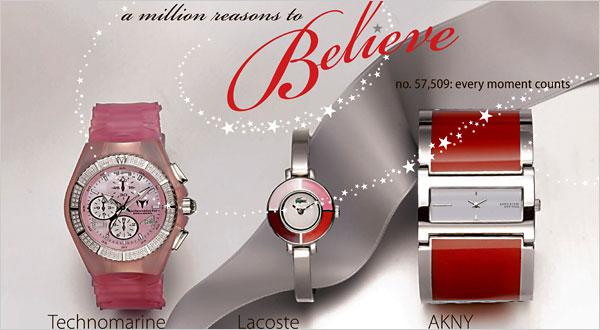 a million reasons to
Believe
no. 57,509: every moment counts
Technomarine
Lacoste
AKNY